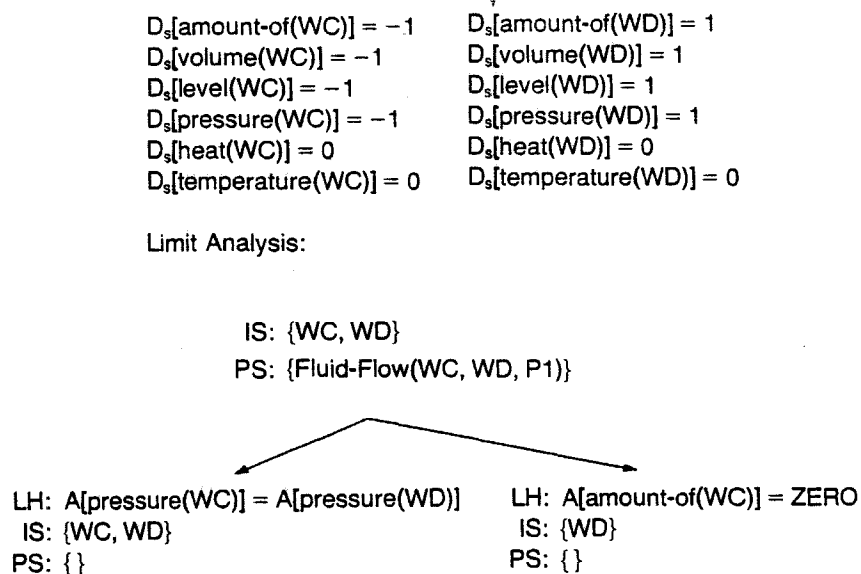 Dₛ[amount-of(WC)] = −1 Dₛ[amount-of(WD)] = 1
Dₛ[volume(WC)] = −1 Dₛ[volume(WD)] = 1
Dₛ[level(WC)] = −1 Dₛ[level(WD)] = 1
Dₛ[pressure(WC)] = −1 Dₛ[pressure(WD)] = 1
Dₛ[heat(WC)] = 0 Dₛ[heat(WD)] = 0
Dₛ[temperature(WC)] = 0 Dₛ[temperature(WD)] = 0
Limit Analysis:
IS: {WC, WD}
PS: {Fluid-Flow(WC, WD, P1)}
LH: A[pressure(WC)] = A[pressure(WD)] LH: A[amount-of(WC)] = ZERO
IS: {WC, WD} IS: {WD}
PS: { } PS: { }